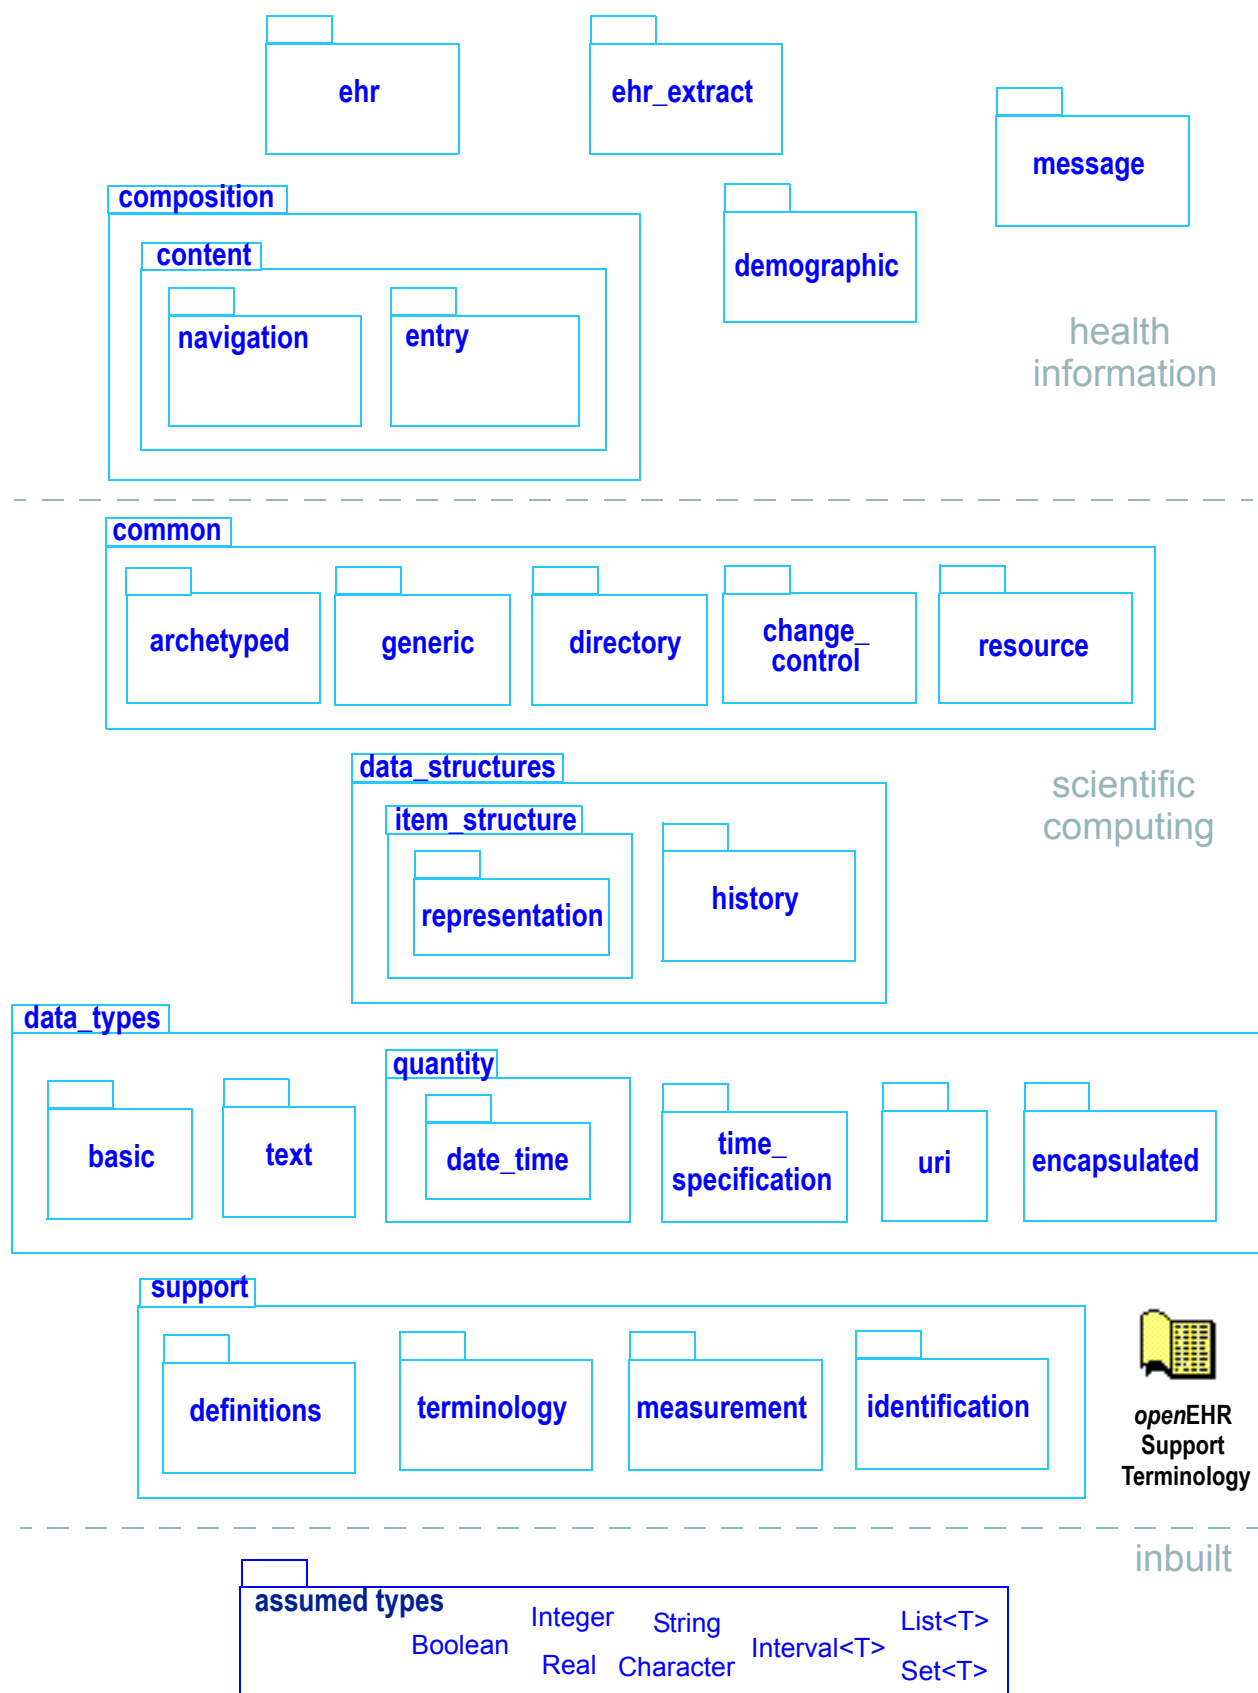 ehr
ehr_extract
message
composition
demographic
content
navigation
entry
health
information
common
archetyped
generic
directory
change_
control
resource
data_structures
scientific
computing
item_structure
representation
history
data_types
quantity
basic
text
date_time
time_
specification
uri
encapsulated
support
definitions
terminology
measurement
identification
openEHR
Support
Terminology
inbuilt
assumed types
Boolean
Integer
Real
String
Character
Interval<T>
List<T>
Set<T>